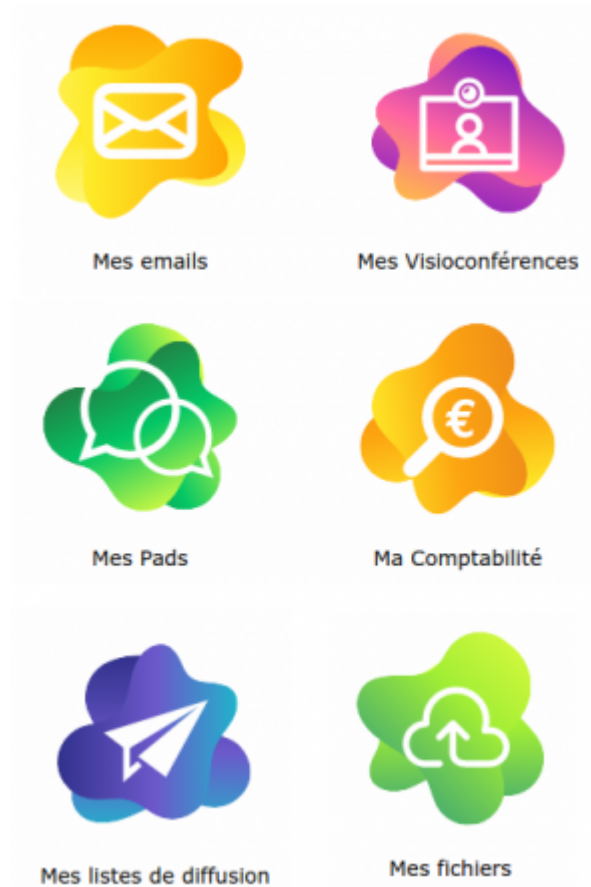 Mes emails
Mes Visioconférences
€
Mes Pads
Ma Comptabilité
Mes listes de diffusion
Mes fichiers